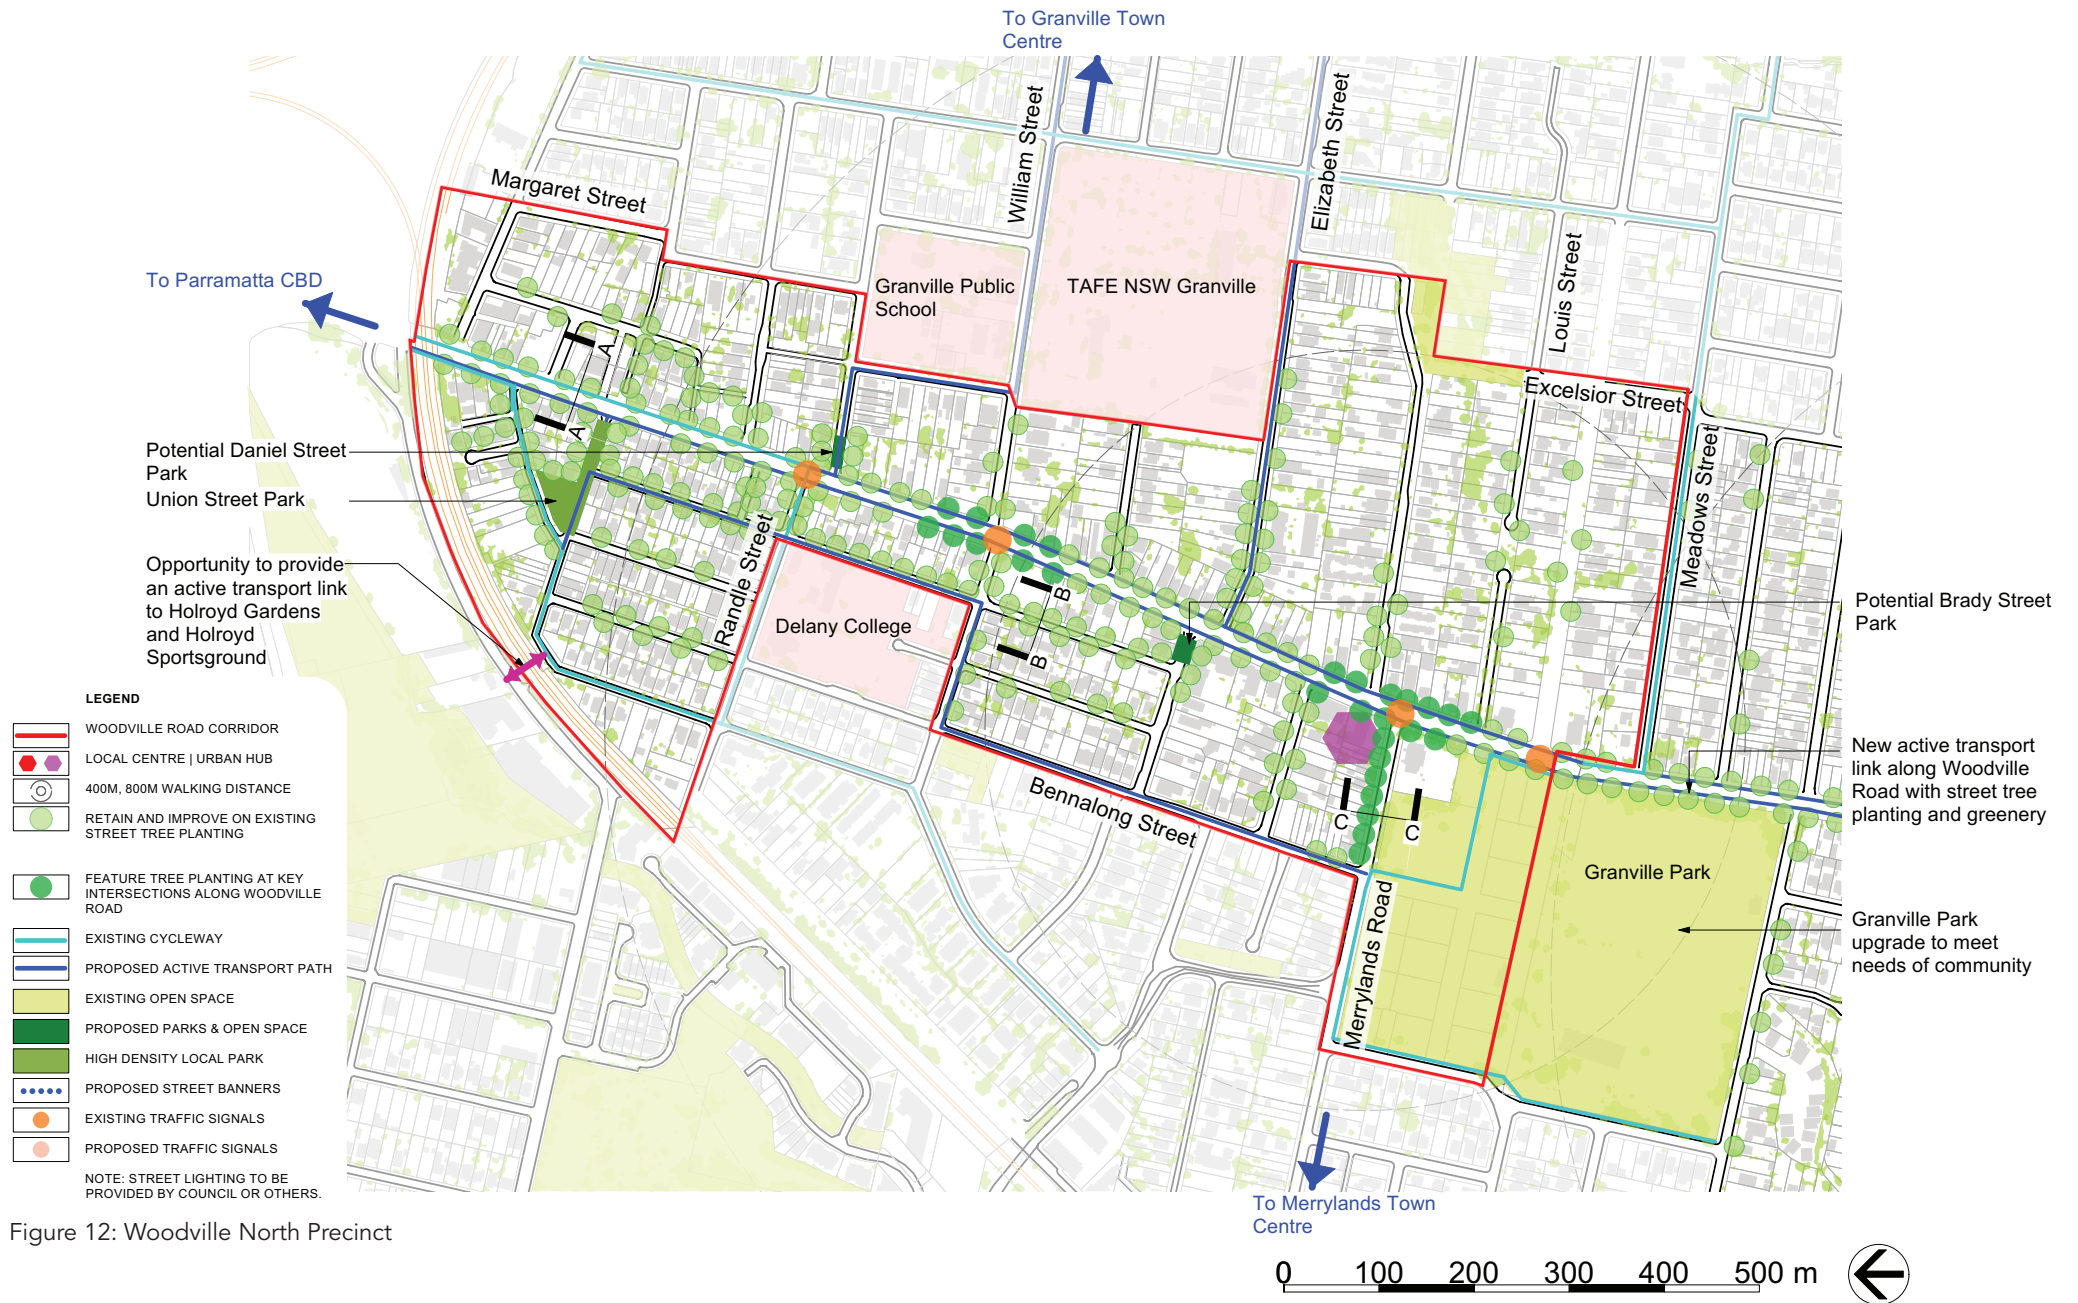 To Granville Town
Centre
William Street
Elizabeth Street
Margaret Street
To Parramatta CBD
Granville Public
School
TAFE NSW Granville
Louis Street
Excelsior Street
A
A
Potential Daniel Street
Park
Union Street Park
Meadows Street
Randle Street
Opportunity to provide
an active transport link
to Holroyd Gardens
and Holroyd
Sportsground
B
B
Delany College
Potential Brady Street
Park
New active transport
link along Woodville
Road with street tree
planting and greenery
Bennalong Street
C
C
Granville Park
Merrylands Road
Granville Park
upgrade to meet
needs of community
LEGEND
WOODVILLE ROAD CORRIDOR
LOCAL CENTRE | URBAN HUB
400M, 800M WALKING DISTANCE
RETAIN AND IMPROVE ON EXISTING
STREET TREE PLANTING
FEATURE TREE PLANTING AT KEY
INTERSECTIONS ALONG WOODVILLE
ROAD
EXISTING CYCLEWAY
PROPOSED ACTIVE TRANSPORT PATH
EXISTING OPEN SPACE
PROPOSED PARKS & OPEN SPACE
HIGH DENSITY LOCAL PARK
PROPOSED STREET BANNERS
EXISTING TRAFFIC SIGNALS
PROPOSED TRAFFIC SIGNALS
NOTE: STREET LIGHTING TO BE
PROVIDED BY COUNCIL OR OTHERS.
To Merrylands Town
Centre
Figure 12: Woodville North Precinct
0 100 200 300 400 500 m